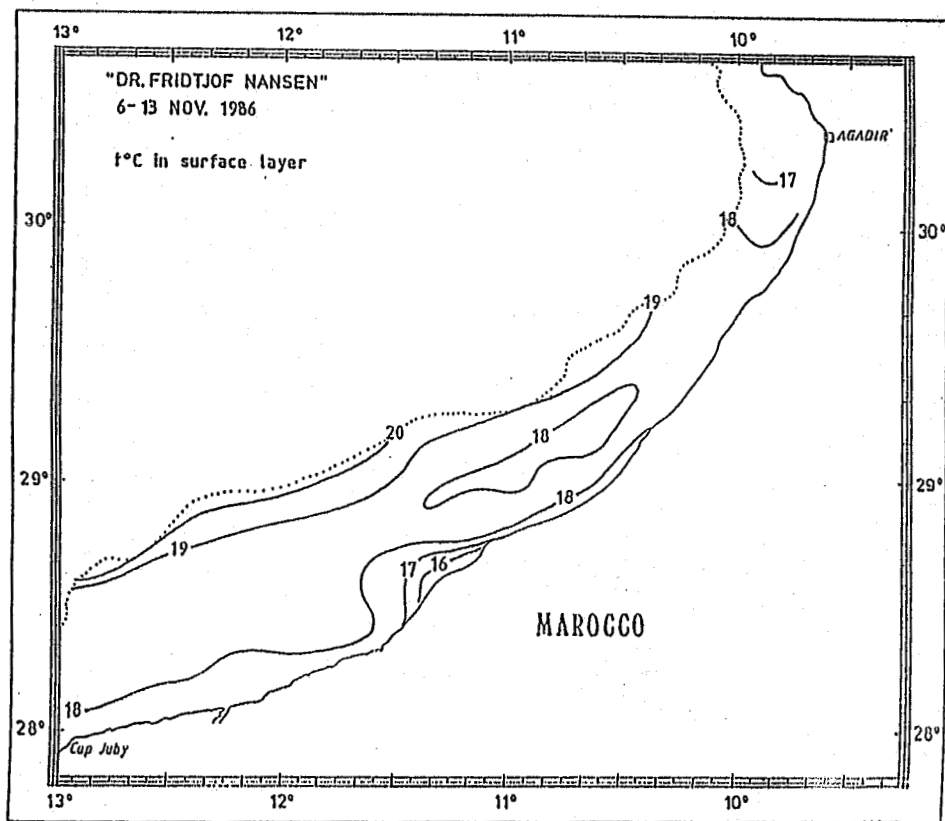 13° 12° 11° 10°
"DR. FRIDTJOF NANSEN"
6-13 NOV. 1986
t°C in surface layer
AGADIR
17
30° 18 30°
19
20 18
29° 18 29°
19
17 16
MAROCCO
18
28° 28°
Cap Juby
13° 12° 11° 10°